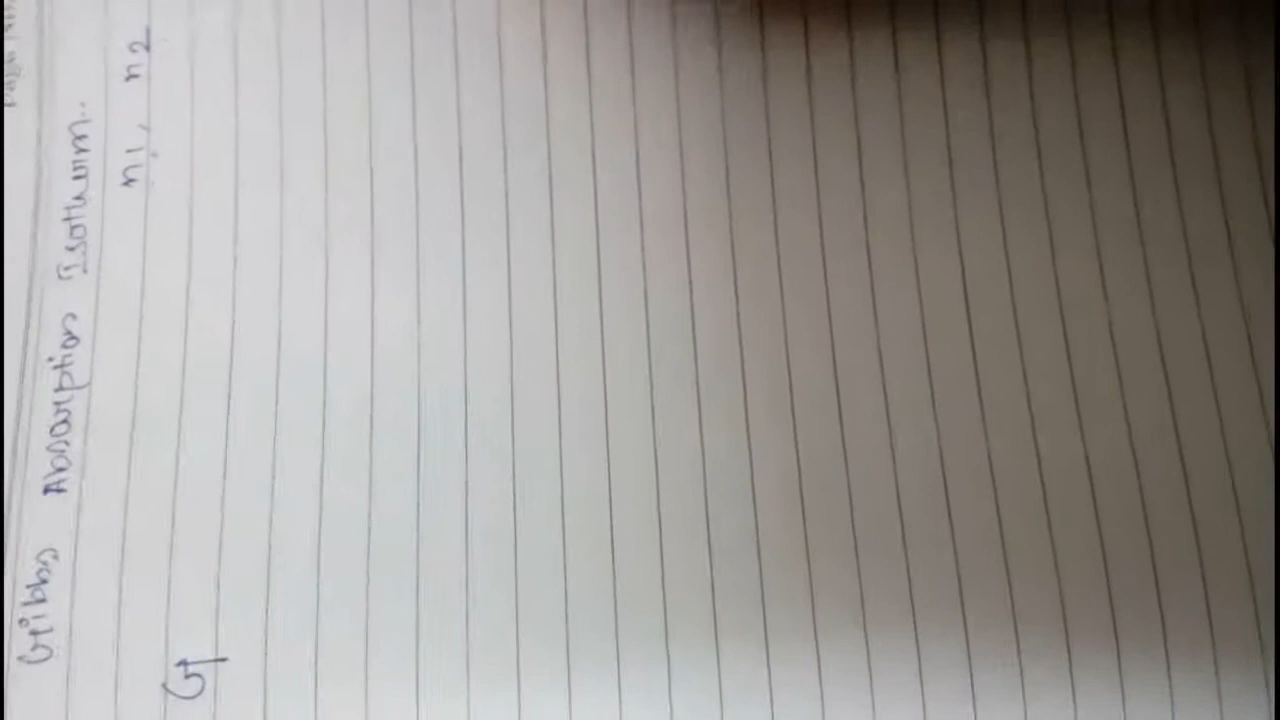 Gibbs Absorption Isotherm..
n1, n2
G